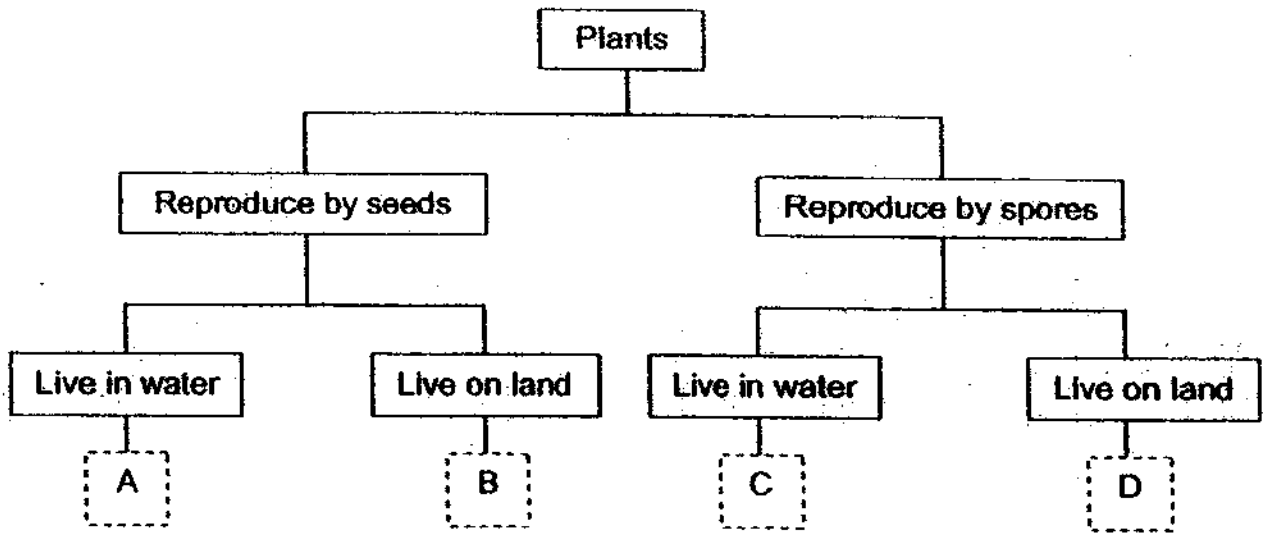 Plants
Reproduce by seeds
Reproduce by spores
Live in water
Live on land
Live in water
Live on land
A
B
C
D